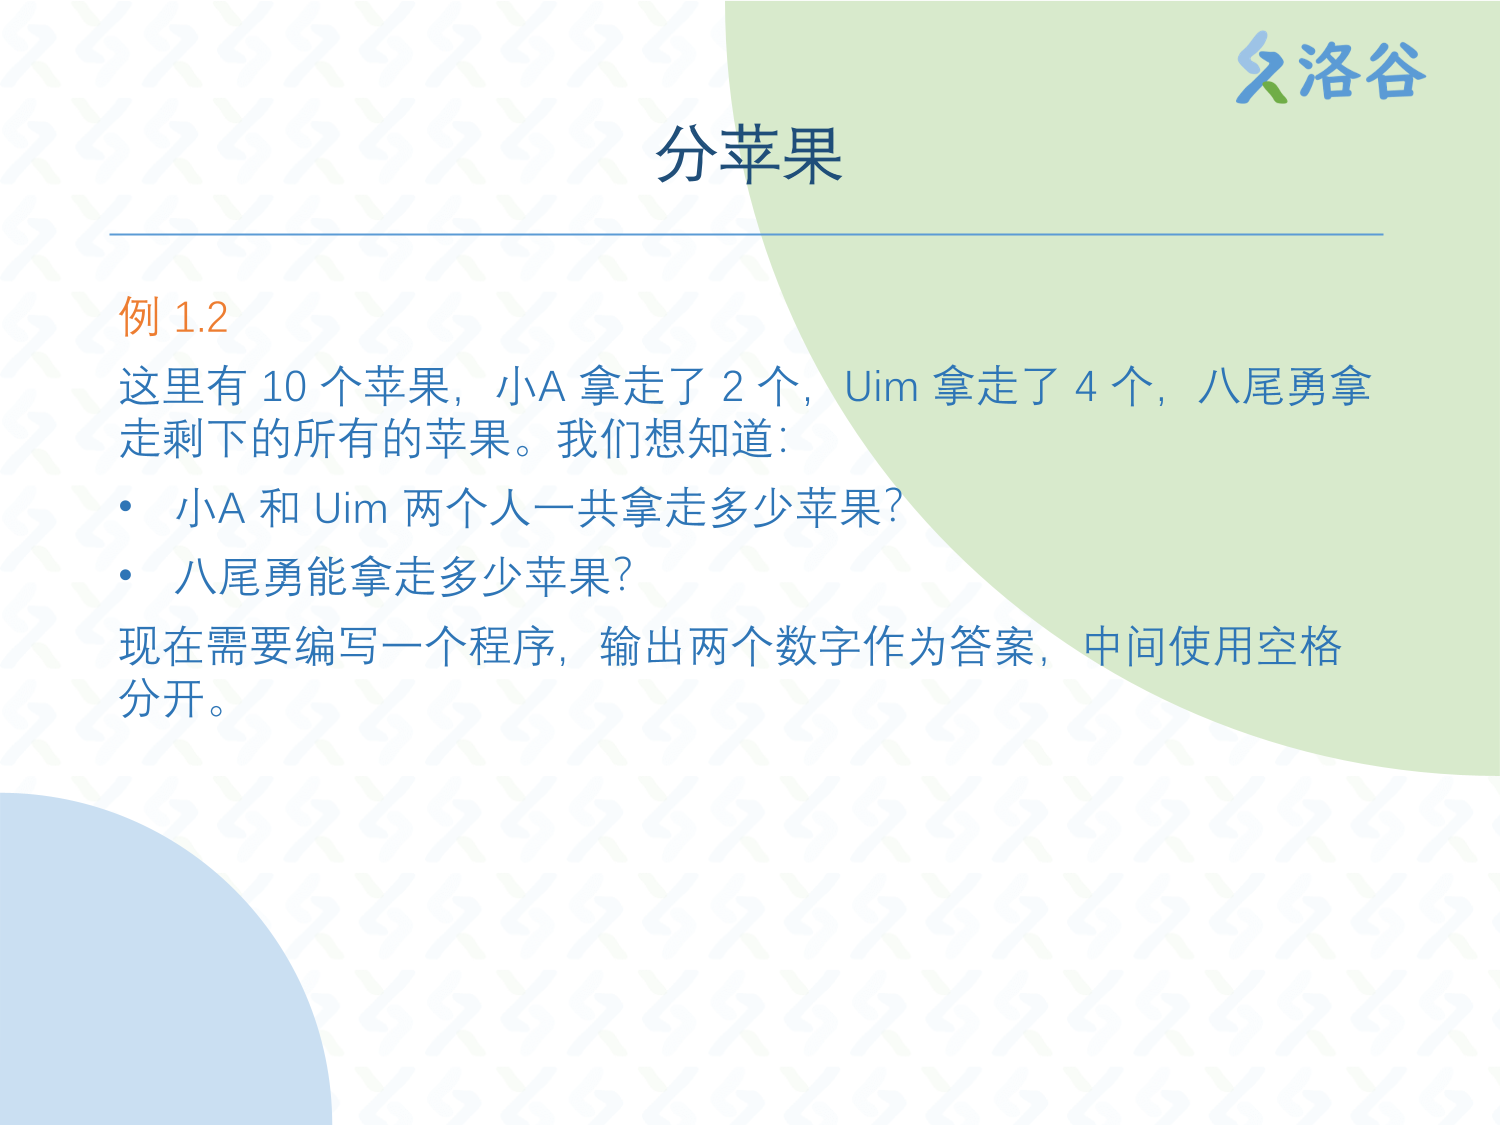 洛谷
分苹果
例 1.2
这里有 10 个苹果，小A 拿走了 2 个，Uim 拿走了 4 个，八尾勇拿
走剩下的所有的苹果。我们想知道：
• 小A 和 Uim 两个人一共拿走多少苹果？
• 八尾勇能拿走多少苹果？
现在需要编写一个程序，输出两个数字作为答案，中间使用空格
分开。